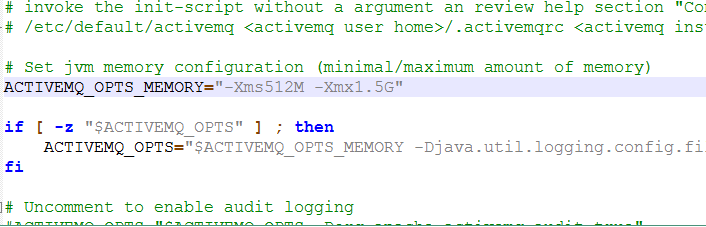 # invoke the init-script without a argument an review help section "Co
# /etc/default/activemq <activemq user home>/.activemqrc <activemq ins
# Set jvm memory configuration (minimal/maximum amount of memory)
ACTIVEMQ_OPTS_MEMORY="-Xms512M -Xmx1.5G"
if [ -z "$ACTIVEMQ_OPTS" ] ; then
    ACTIVEMQ_OPTS="$ACTIVEMQ_OPTS_MEMORY -Djava.util.logging.config.fi
fi
# Uncomment to enable audit logging